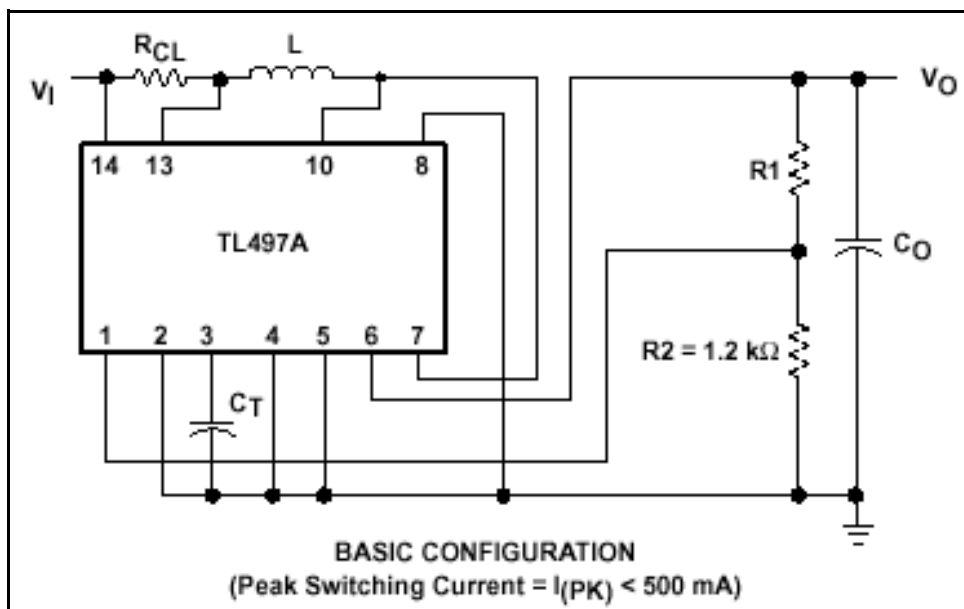 RCL
L
VI
VO
14 13 10 8
R1
TL497A
CO
1 2 3 4 5 6 7
R2 = 1.2 kΩ
CT
BASIC CONFIGURATION
(Peak Switching Current = I(PK) < 500 mA)